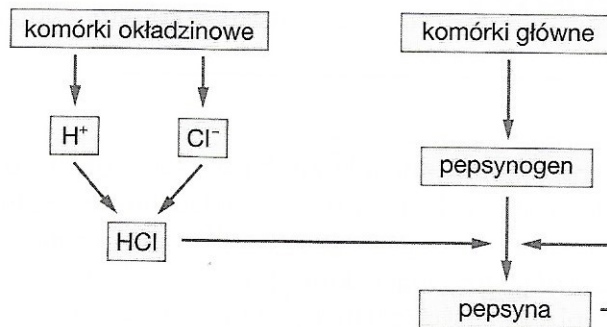 komórki okładzinowe
komórki główne
H⁺
Cl⁻
pepsynogen
HCl
pepsyna